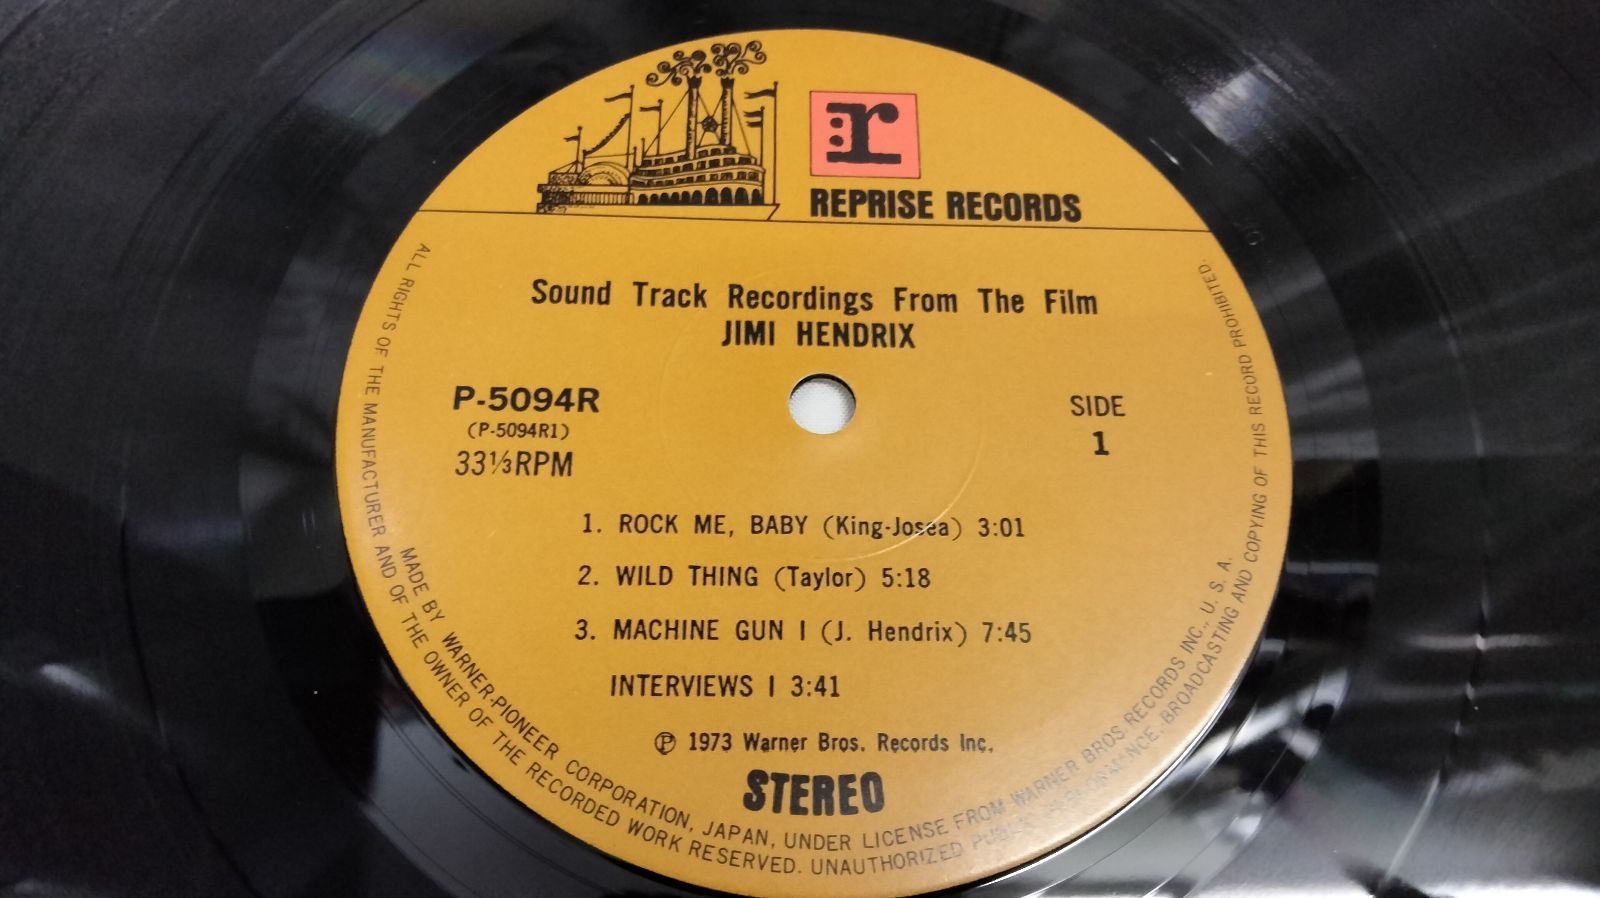 r
REPRISE RECORDS
Sound Track Recordings From The Film
JIMI HENDRIX
P-5094R
(P-5094R1)
33⅓RPM
SIDE
1
1. ROCK ME, BABY (King-Josea) 3:01
2. WILD THING (Taylor) 5:18
3. MACHINE GUN I (J. Hendrix) 7:45
INTERVIEWS I 3:41
Ⓟ 1973 Warner Bros. Records Inc.
STEREO
MADE BY WARNER-PIONEER CORPORATION, JAPAN, UNDER LICENSE FROM WARNER BROS RECORDS INC., U. S. A.
ALL RIGHTS OF THE MANUFACTURER AND OF THE OWNER OF THE RECORDED WORK RESERVED. UNAUTHORIZED PUBLIC PERFORMANCE, BROADCASTING AND COPYING OF THIS RECORD PROHIBITED.